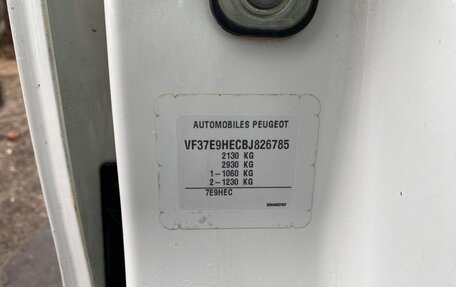 AUTOMOBILES PEUGEOT
VF37E9HECBJ826785
2130 KG
2930 KG
1-1060 KG
2-1230 KG
7E9HEC